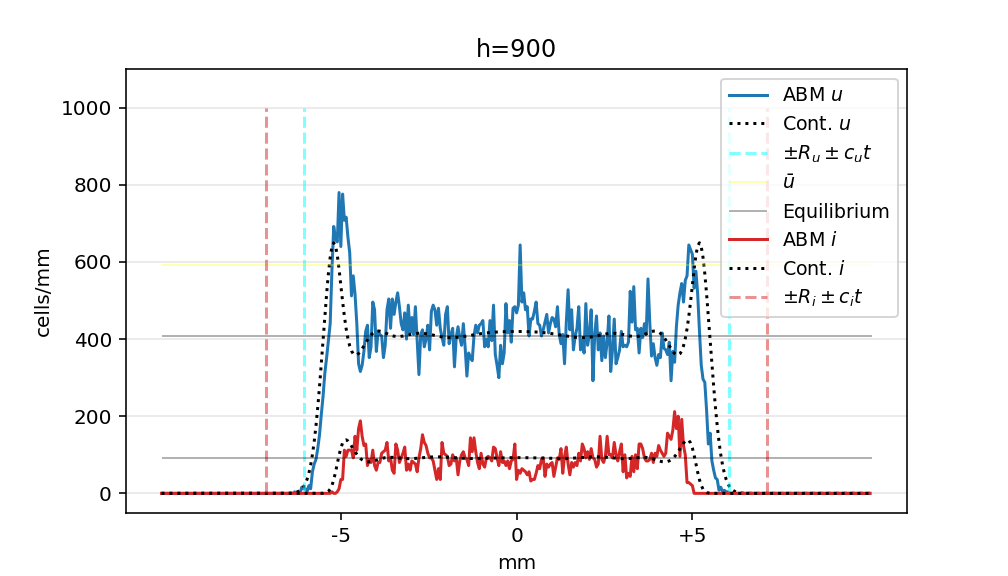 h=900
cells/mm
1000
800
600
400
200
0
-5
0
+5
mm
ABM u
Cont. u
±R_u ± c_u t
ū
Equilibrium
ABM i
Cont. i
±R_i ± c_i t